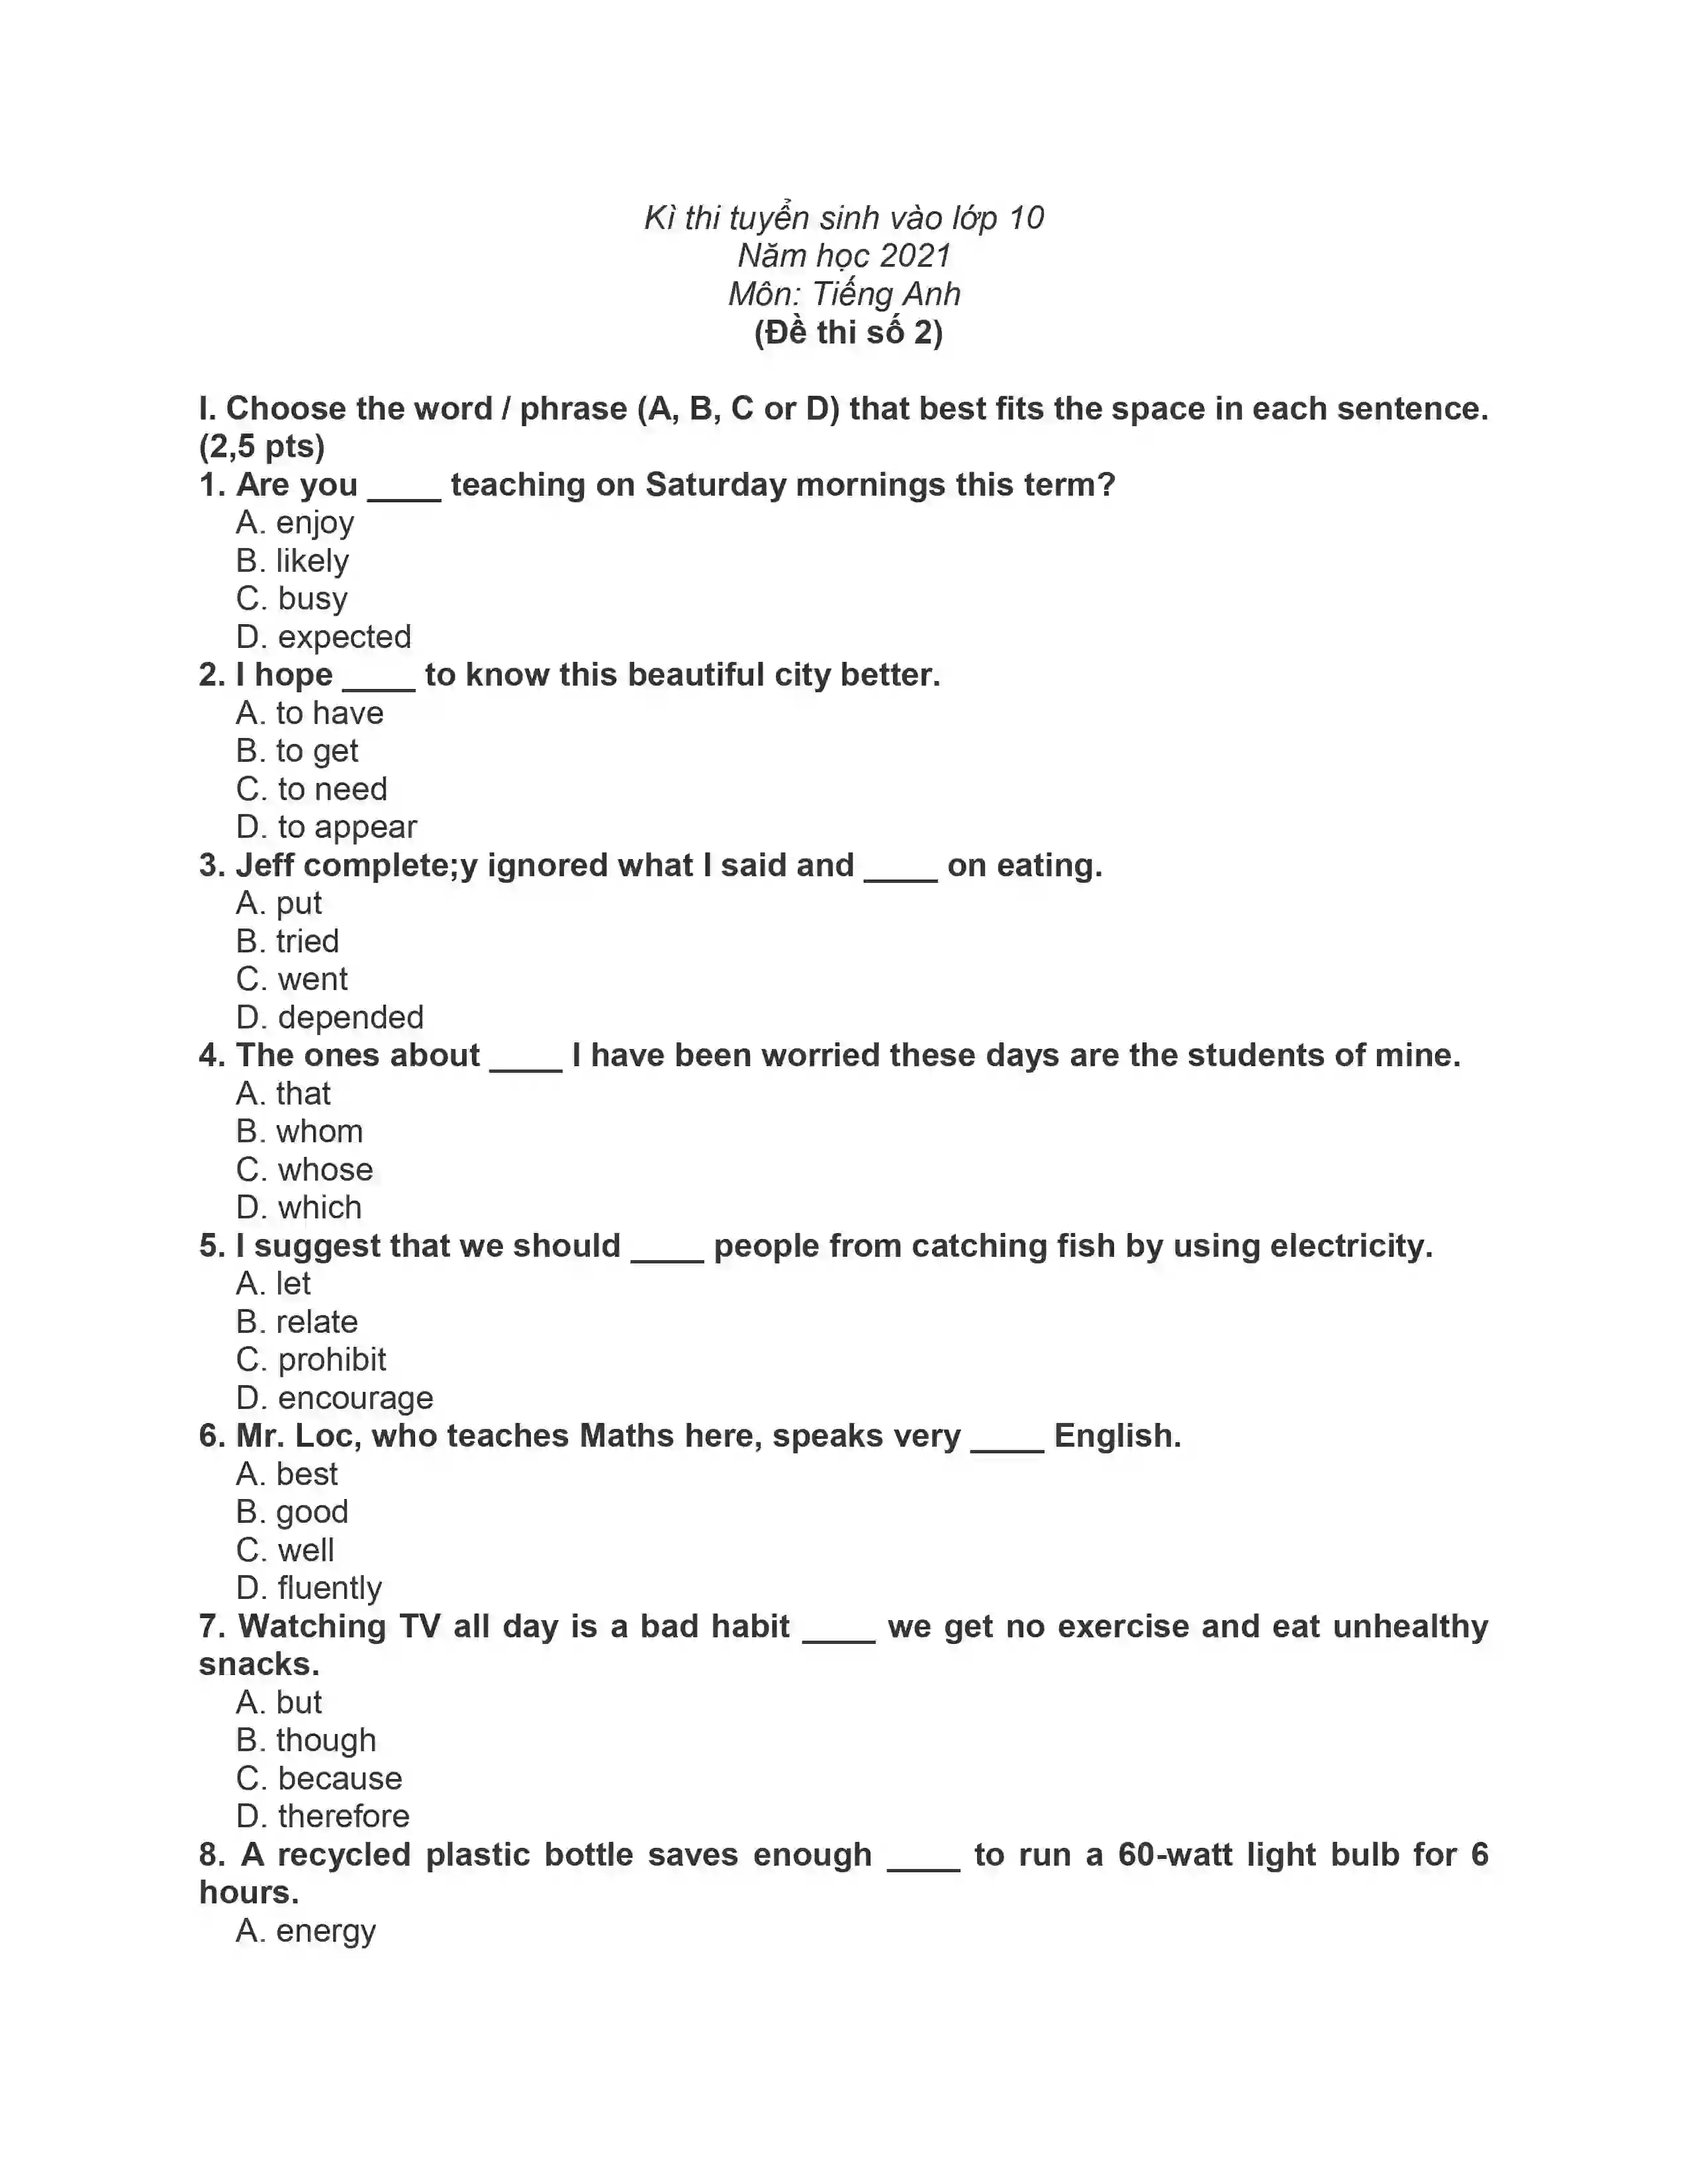 Kì thi tuyển sinh vào lớp 10
Năm học 2021
Môn: Tiếng Anh
(Đề thi số 2)
I. Choose the word / phrase (A, B, C or D) that best fits the space in each sentence.
(2,5 pts)
1. Are you ____ teaching on Saturday mornings this term?
A. enjoy
B. likely
C. busy
D. expected
2. I hope ____ to know this beautiful city better.
A. to have
B. to get
C. to need
D. to appear
3. Jeff complete;y ignored what I said and ____ on eating.
A. put
B. tried
C. went
D. depended
4. The ones about ____ I have been worried these days are the students of mine.
A. that
B. whom
C. whose
D. which
5. I suggest that we should ____ people from catching fish by using electricity.
A. let
B. relate
C. prohibit
D. encourage
6. Mr. Loc, who teaches Maths here, speaks very ____ English.
A. best
B. good
C. well
D. fluently
7. Watching TV all day is a bad habit ____ we get no exercise and eat unhealthy
snacks.
A. but
B. though
C. because
D. therefore
8. A recycled plastic bottle saves enough ____ to run a 60-watt light bulb for 6
hours.
A. energy